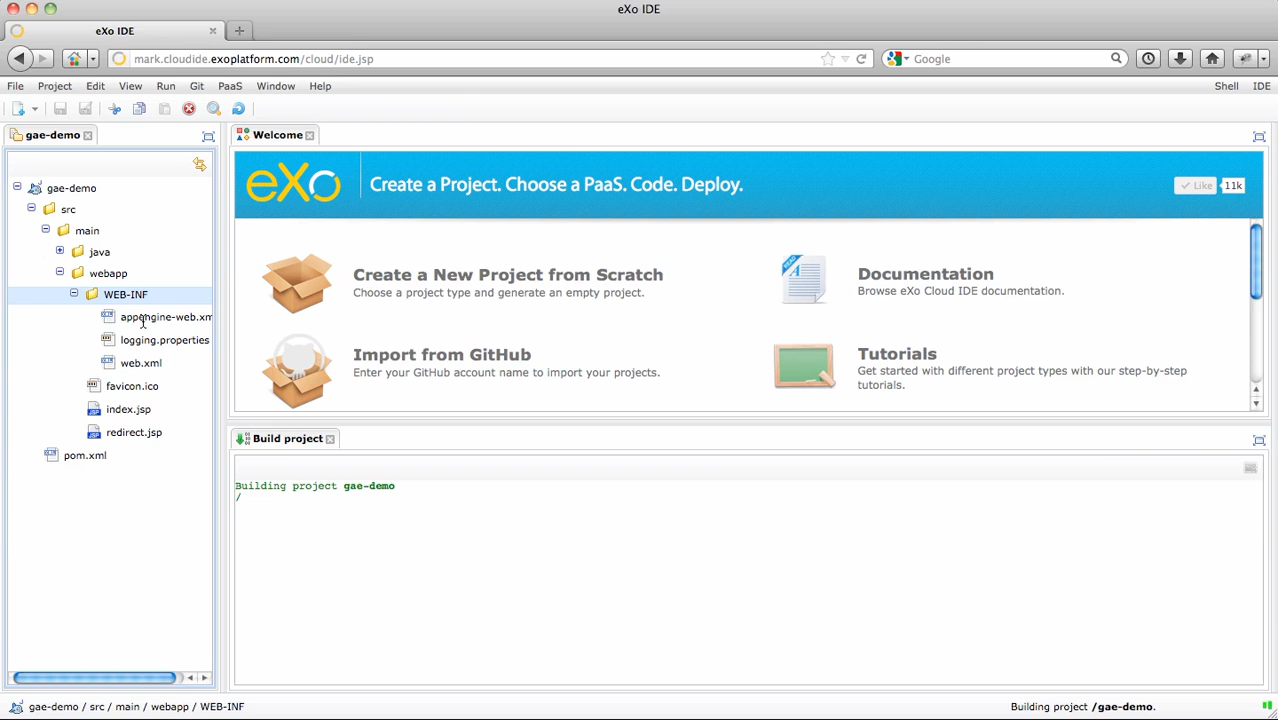 eXo IDE
eXo IDE
mark.cloudide.exoplatform.com/cloud/ide.jsp
Google
File Project Edit View Run Git PaaS Window Help Shell IDE
gae-demo
Welcome
gae-demo
src
main
java
webapp
WEB-INF
appengine-web.xm
logging.properties
web.xml
favicon.ico
index.jsp
redirect.jsp
pom.xml
eXo
Create a Project. Choose a PaaS. Code. Deploy.
Like 11k
Create a New Project from Scratch
Choose a project type and generate an empty project.
READ
Documentation
Browse eXo Cloud IDE documentation.
Import from GitHub
Enter your GitHub account name to import your projects.
Tutorials
Get started with different project types with our step-by-step
tutorials.
Build project
Building project gae-demo
/
gae-demo / src / main / webapp / WEB-INF
Building project /gae-demo.